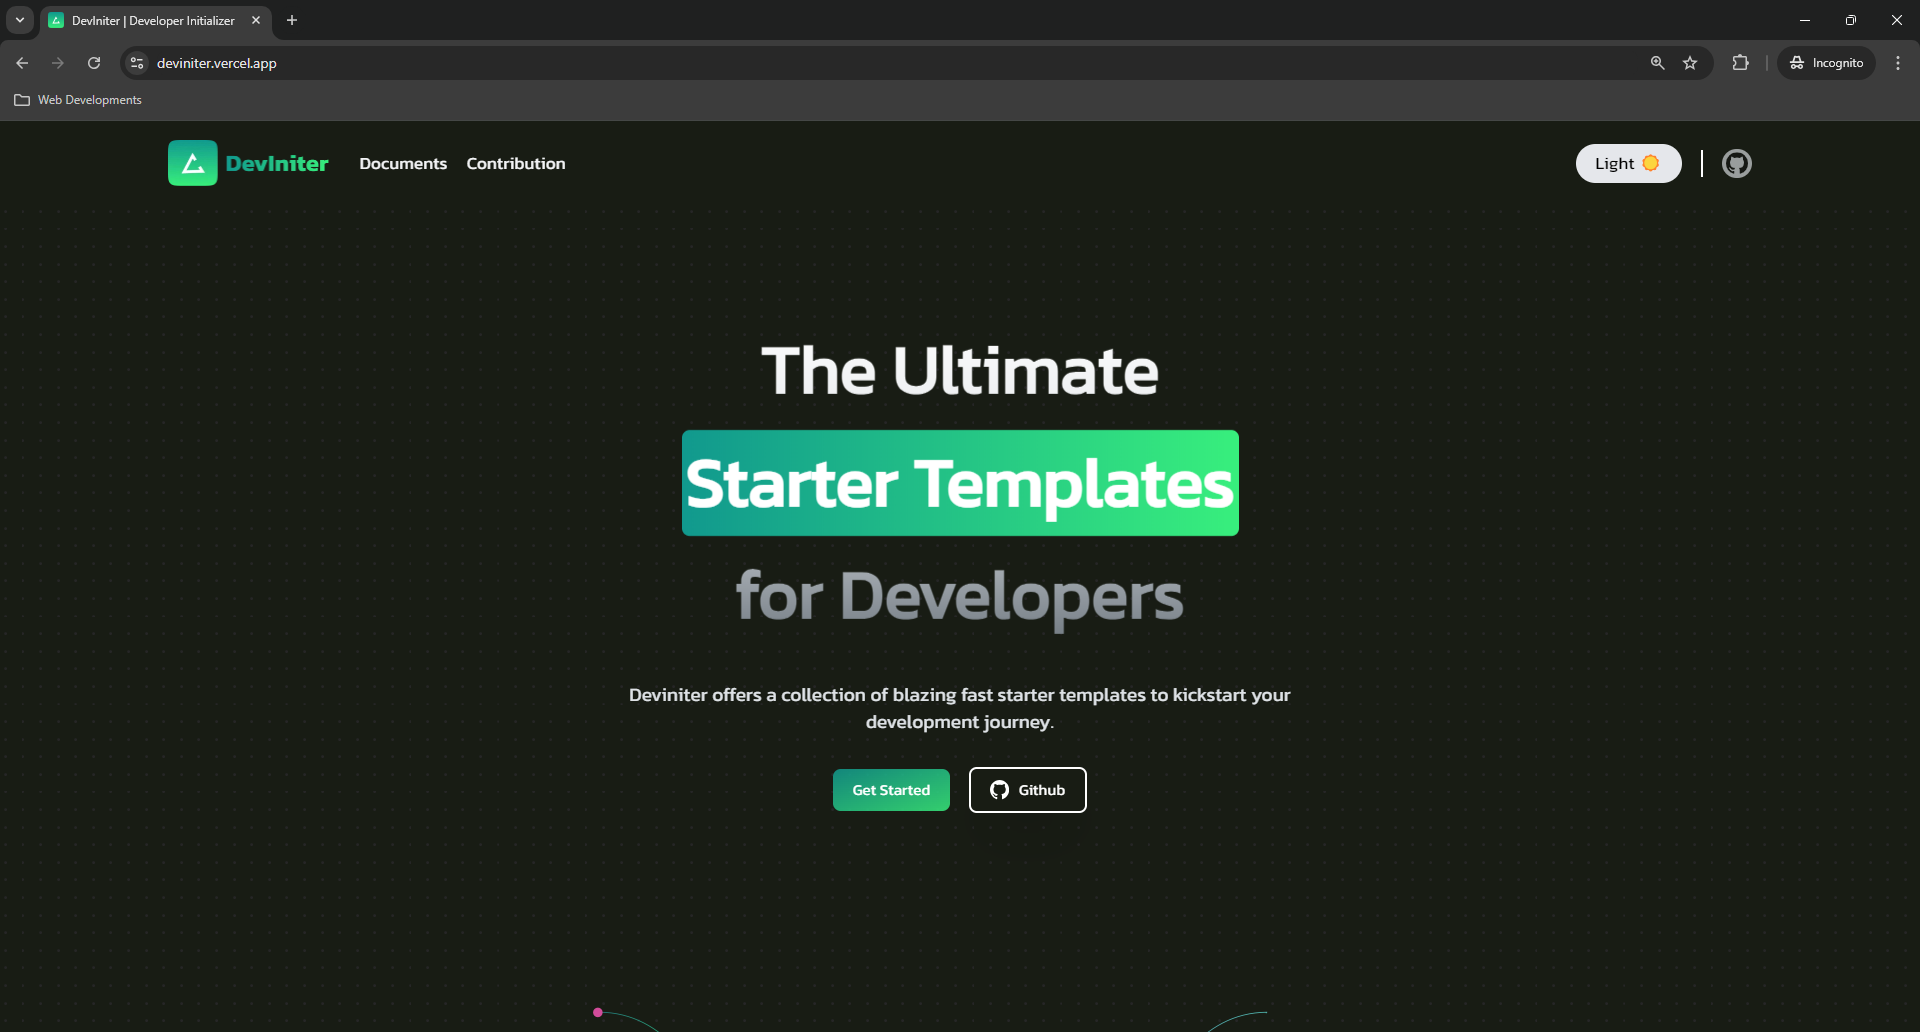 DevIniter | Developer Initializer
deviniter.vercel.app
Incognito
Web Developments
DevIniter
Documents
Contribution
Light
The Ultimate
Starter Templates
for Developers
Deviniter offers a collection of blazing fast starter templates to kickstart your
development journey.
Get Started
Github